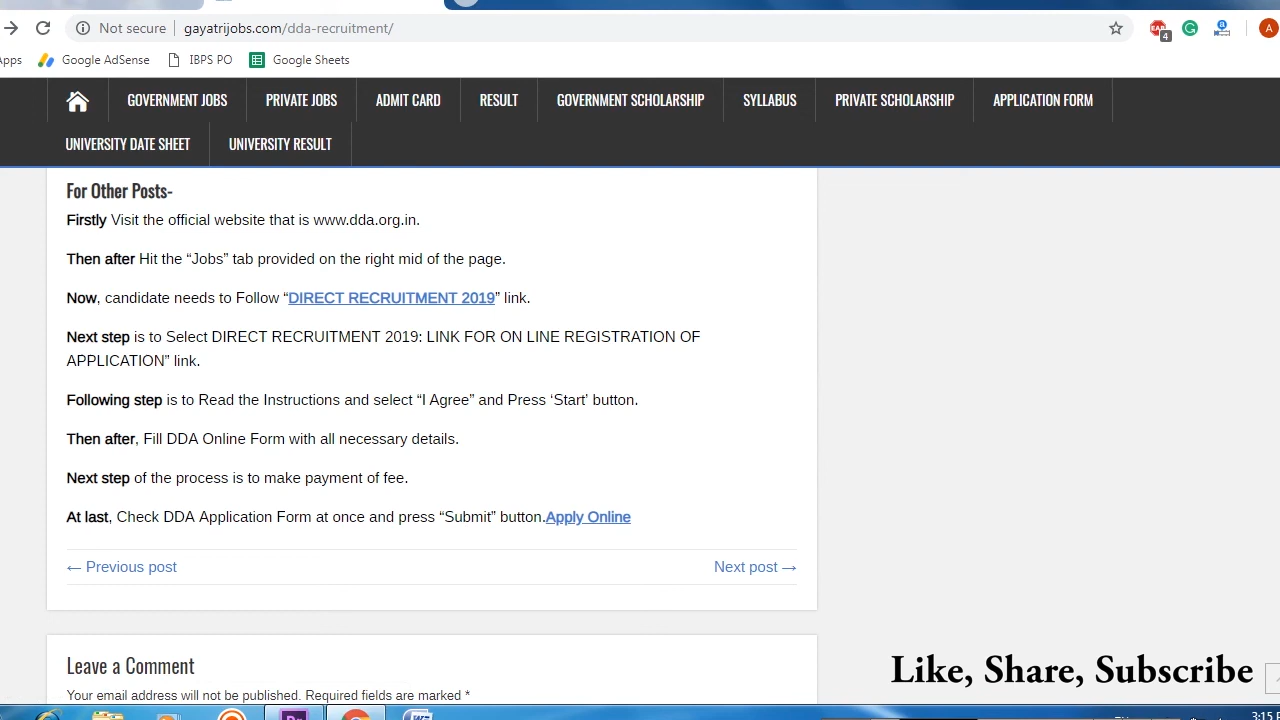 Not secure gayatrijobs.com/dda-recruitment/
4
A
Google AdSense IBPS PO Google Sheets
GOVERNMENT JOBS PRIVATE JOBS ADMIT CARD RESULT GOVERNMENT SCHOLARSHIP SYLLABUS PRIVATE SCHOLARSHIP APPLICATION FORM
UNIVERSITY DATE SHEET UNIVERSITY RESULT
For Other Posts-
Firstly Visit the official website that is www.dda.org.in.
Then after Hit the “Jobs” tab provided on the right mid of the page.
Now, candidate needs to Follow “DIRECT RECRUITMENT 2019” link.
Next step is to Select DIRECT RECRUITMENT 2019: LINK FOR ON LINE REGISTRATION OF
APPLICATION” link.
Following step is to Read the Instructions and select “I Agree” and Press ‘Start’ button.
Then after, Fill DDA Online Form with all necessary details.
Next step of the process is to make payment of fee.
At last, Check DDA Application Form at once and press “Submit” button.Apply Online
← Previous post Next post →
Leave a Comment
Your email address will not be published. Required fields are marked *
Like, Share, Subscribe